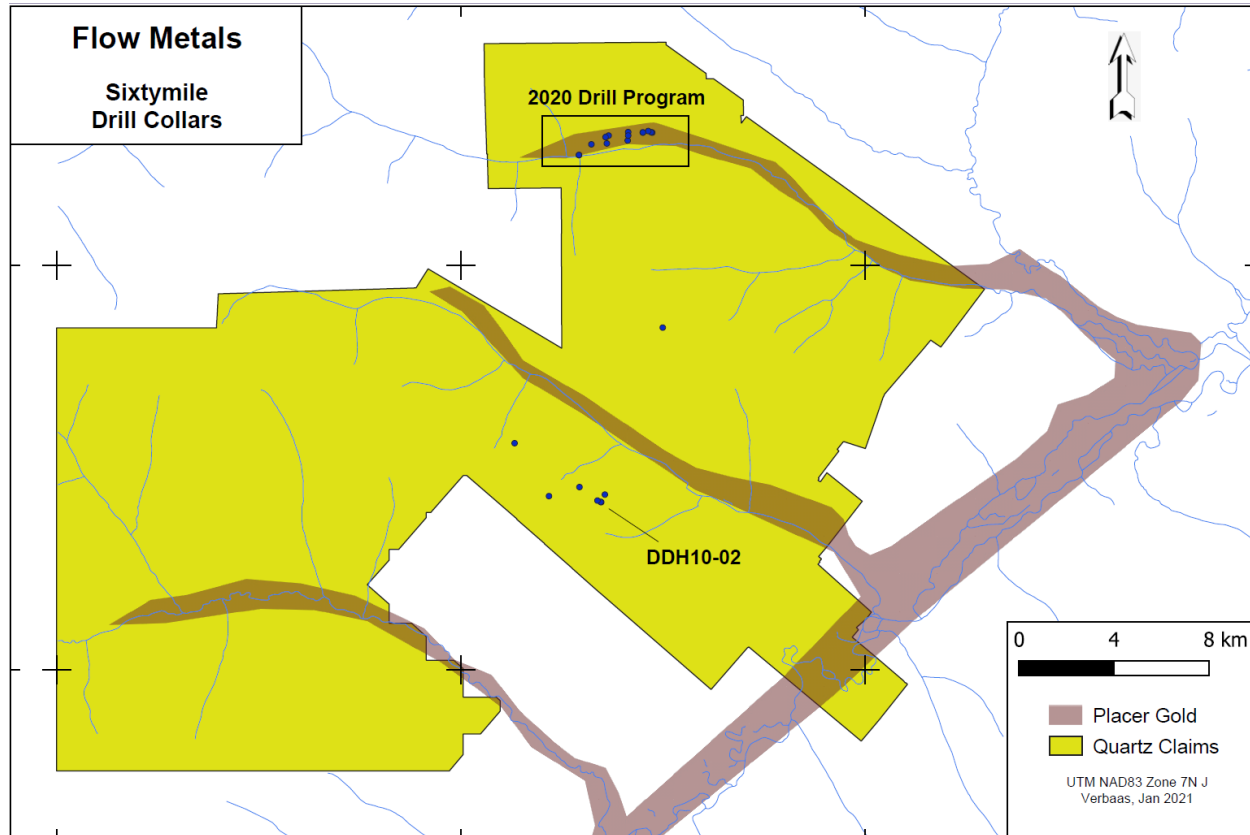 Flow Metals
Sixtymile
Drill Collars
2020 Drill Program
DDH10-02
0 4 8 km
Placer Gold
Quartz Claims
UTM NAD83 Zone 7N J
Verbaas, Jan 2021